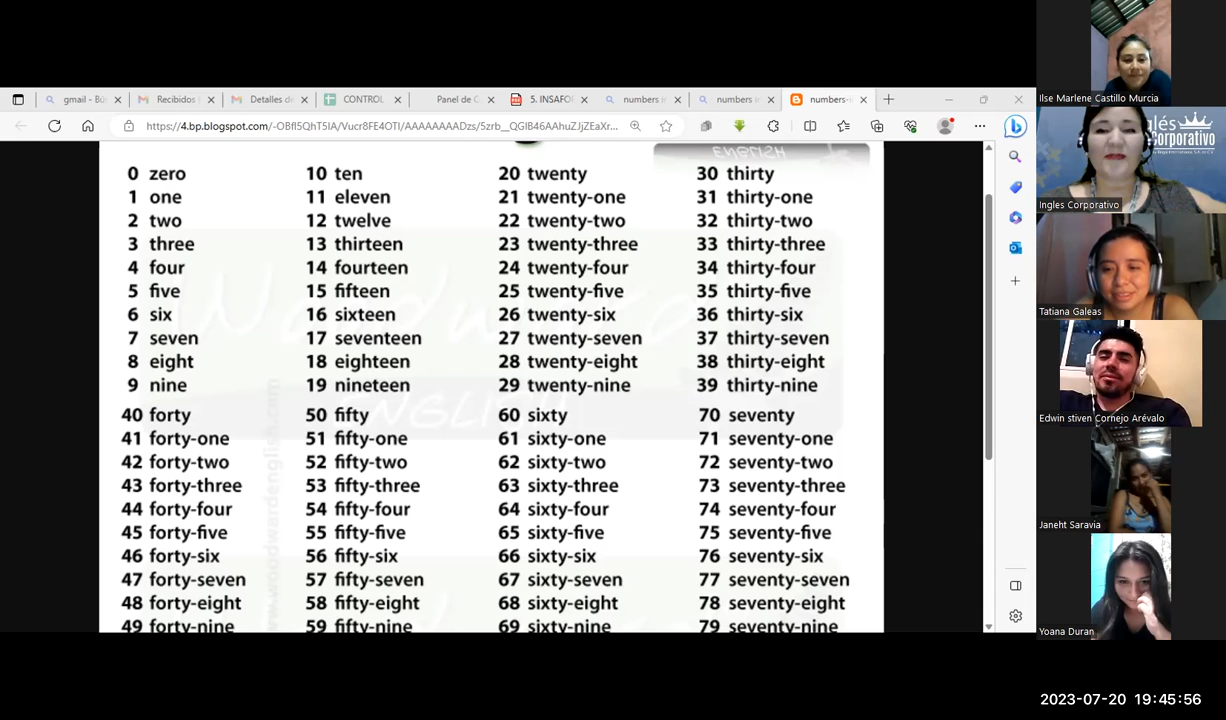 gmail - Bú
Recibidos
Detalles de
CONTROL
Panel de C
5. INSAFO
numbers
numbers i
numbers-
https://4.bp.blogspot.com/-OBfI5QhT5IA/Vucr8FE4OTI/AAAAAAAADzs/5zrb__QGIB46AAhuZJjZEaXr...
0 zero 10 ten 20 twenty 30 thirty
1 one 11 eleven 21 twenty-one 31 thirty-one
2 two 12 twelve 22 twenty-two 32 thirty-two
3 three 13 thirteen 23 twenty-three 33 thirty-three
4 four 14 fourteen 24 twenty-four 34 thirty-four
5 five 15 fifteen 25 twenty-five 35 thirty-five
6 six 16 sixteen 26 twenty-six 36 thirty-six
7 seven 17 seventeen 27 twenty-seven 37 thirty-seven
8 eight 18 eighteen 28 twenty-eight 38 thirty-eight
9 nine 19 nineteen 29 twenty-nine 39 thirty-nine
40 forty 50 fifty 60 sixty 70 seventy
41 forty-one 51 fifty-one 61 sixty-one 71 seventy-one
42 forty-two 52 fifty-two 62 sixty-two 72 seventy-two
43 forty-three 53 fifty-three 63 sixty-three 73 seventy-three
44 forty-four 54 fifty-four 64 sixty-four 74 seventy-four
45 forty-five 55 fifty-five 65 sixty-five 75 seventy-five
46 forty-six 56 fifty-six 66 sixty-six 76 seventy-six
47 forty-seven 57 fifty-seven 67 sixty-seven 77 seventy-seven
48 forty-eight 58 fifty-eight 68 sixty-eight 78 seventy-eight
49 forty-nine 59 fifty-nine 69 sixty-nine 79 seventy-nine
www.woodwardenglish.com
ENGLISH
Ilse Marlene Castillo Murcia
glés
Corporativo
Ingles Corporativo
Tatiana Galeas
Edwin stiven Cornejo Arévalo
Janeht Saravia
Yoana Duran
2023-07-20 19:45:56